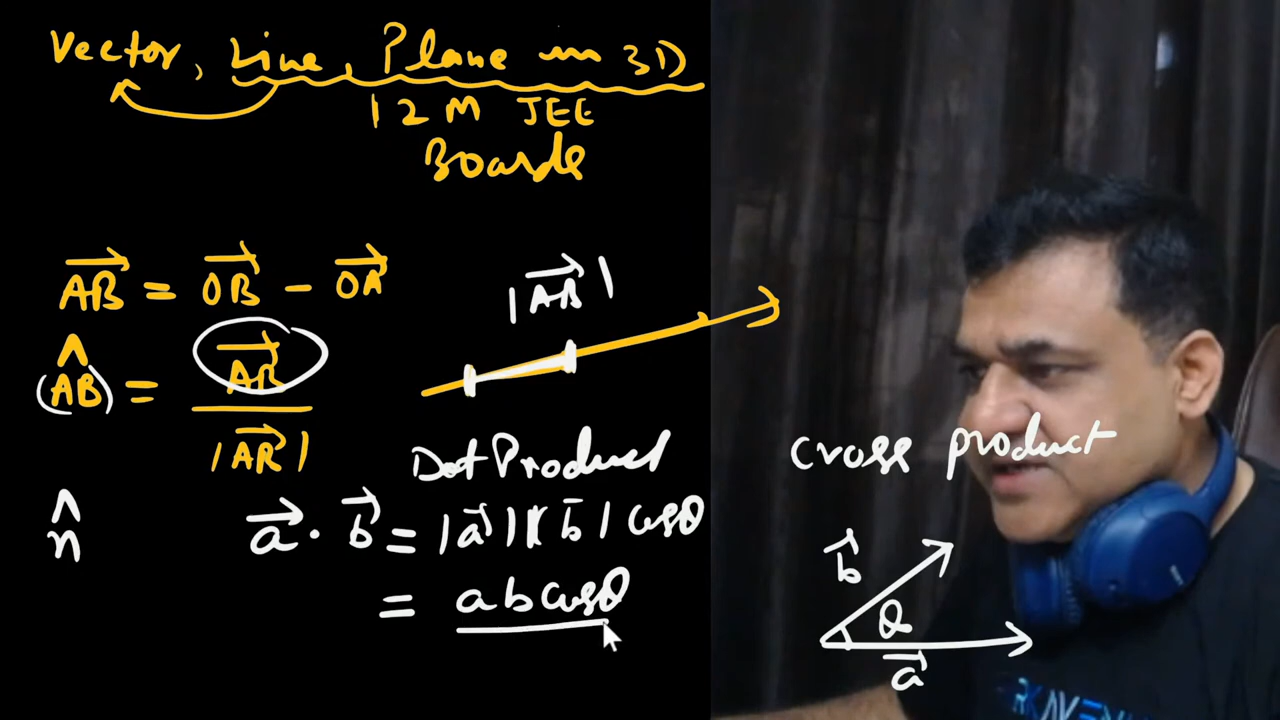 Vector, Line, Plane in 3D
12 M JEE
Boards
AB = OB - OA
|AB|
(AB) = AB / |AB|
Dot Product
Cross product
n
a . b = |a||b| cosθ
= ab cosθ
b
θ
a